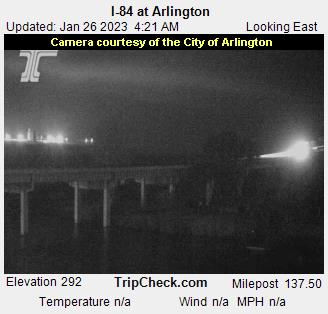 I-84 at Arlington
Updated: Jan 26 2023 4:21 AM Looking East
Camera courtesy of the City of Arlington
Elevation 292 TripCheck.com Milepost 137.50
Temperature n/a Wind n/a MPH n/a